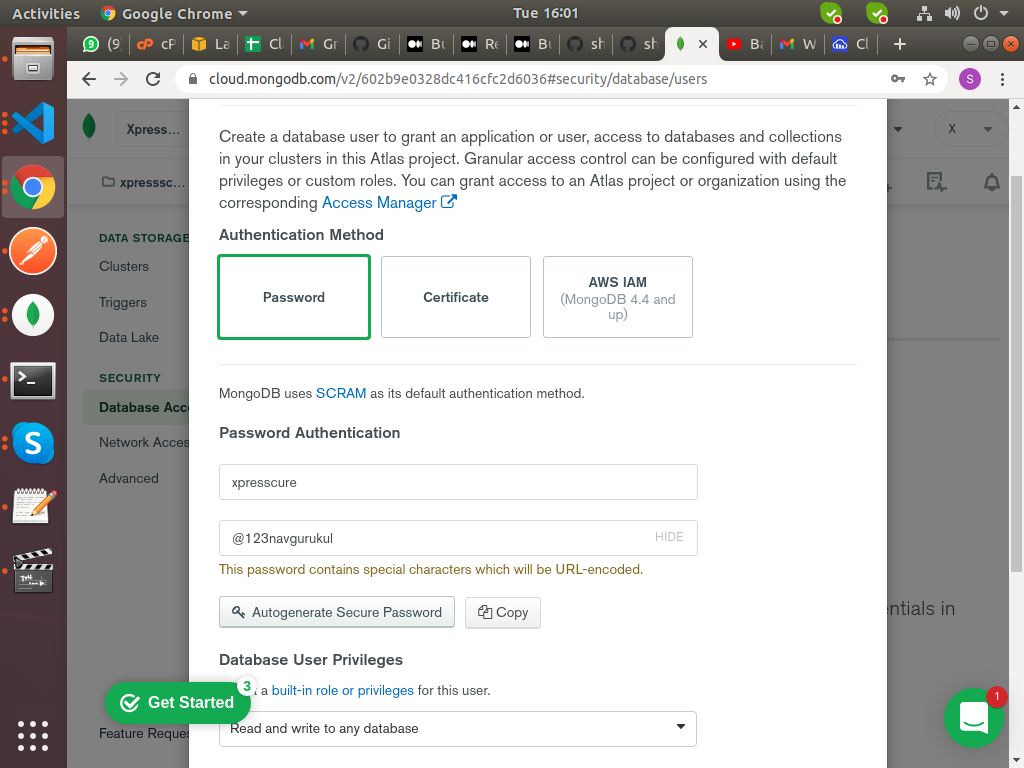 Activities
Google Chrome
Tue 16:01
(9
cP
La
Cl
Gr
Gi
Bu
Re
Bu
sh
sh
Ba
W
Cl
cloud.mongodb.com/v2/602b9e0328dc416cfc2d6036#security/database/users
S
Xpress...
X
xpresssc...
DATA STORAGE
Clusters
Triggers
Data Lake
SECURITY
Database Acc
Network Acces
Advanced
Feature Reques
Get Started
3
Create a database user to grant an application or user, access to databases and collections
in your clusters in this Atlas project. Granular access control can be configured with default
privileges or custom roles. You can grant access to an Atlas project or organization using the
corresponding Access Manager
Authentication Method
Password
Certificate
AWS IAM
(MongoDB 4.4 and
up)
MongoDB uses SCRAM as its default authentication method.
Password Authentication
xpresscure
@123navgurukul
HIDE
This password contains special characters which will be URL-encoded.
Autogenerate Secure Password
Copy
Database User Privileges
a built-in role or privileges for this user.
Read and write to any database
entials in
1